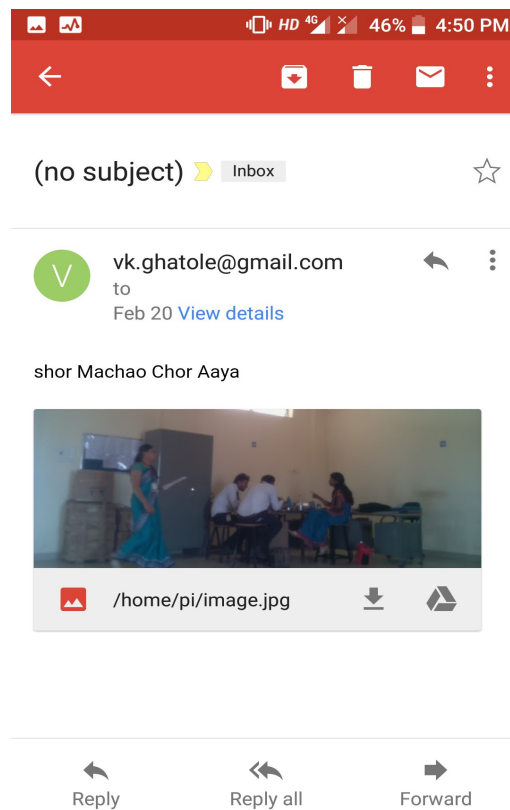 HD 4G 46% 4:50 PM
(no subject) Inbox
V
vk.ghatole@gmail.com
to
Feb 20 View details
shor Machao Chor Aaya
/home/pi/image.jpg
Reply Reply all Forward